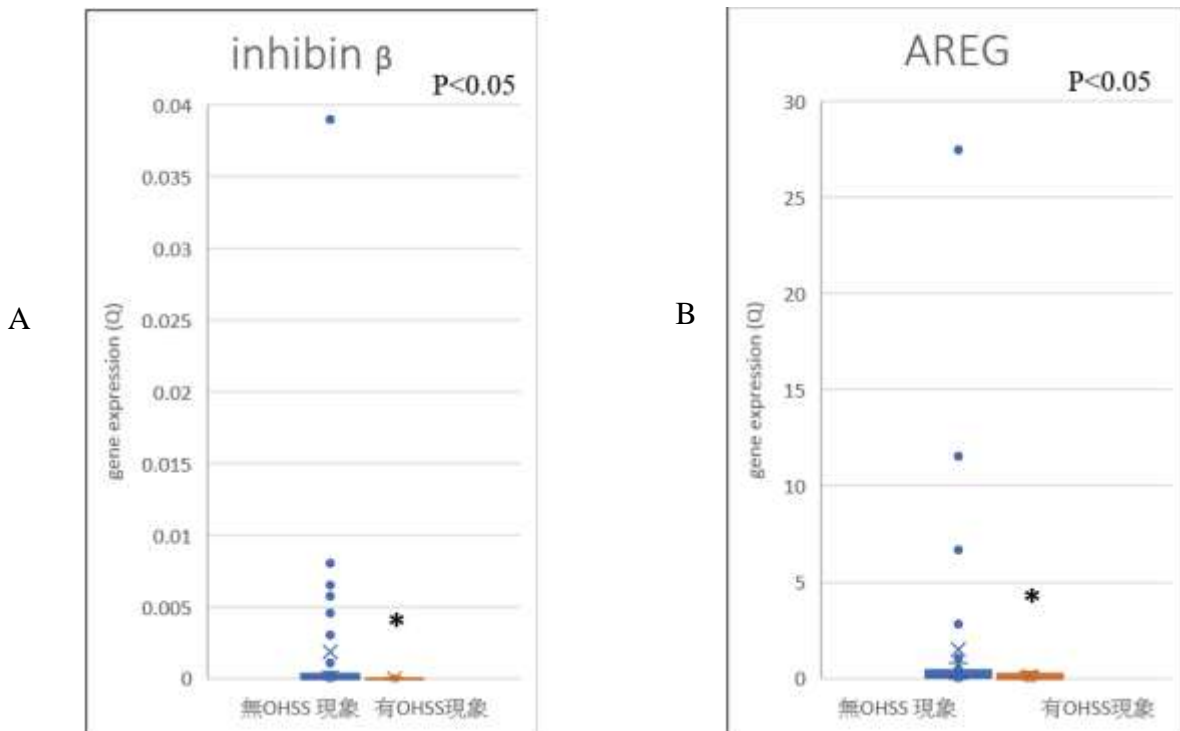 A
inhibin β
P<0.05
gene expression (Q)
0.04
0.035
0.03
0.025
0.02
0.015
0.01
0.005
0
*
無OHSS 現象 有OHSS現象
B
AREG
P<0.05
gene expression (Q)
30
25
20
15
10
5
0
*
無OHSS 現象 有OHSS現象